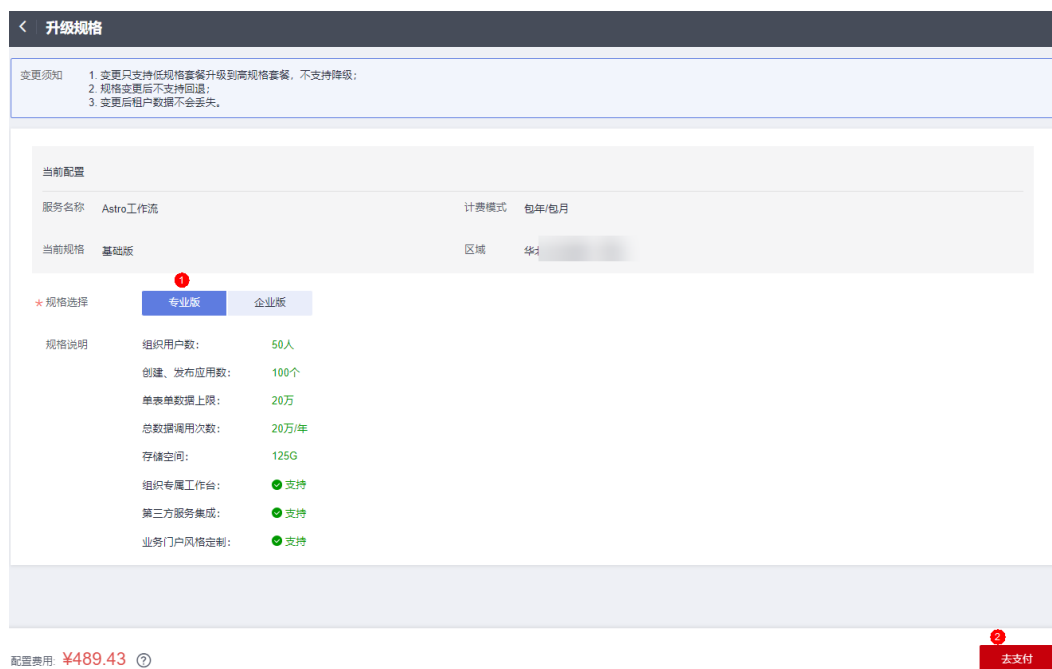 升级规格
变更须知
1. 变更只支持低规格套餐升级到高规格套餐，不支持降级;
2. 规格变更后不支持回退;
3. 变更后租户数据不会丢失。
当前配置
服务名称 Astro工作流 计费模式 包年/包月
当前规格 基础版 区域 华北
1
*规格选择 专业版 企业版
规格说明 组织用户数: 50人
创建、发布应用数: 100个
单表单数据上限: 20万
总数据调用次数: 20万/年
存储空间: 125G
组织专属工作台: 支持
第三方服务集成: 支持
业务门户风格定制: 支持
2
配置费用: ¥489.43 ? 去支付